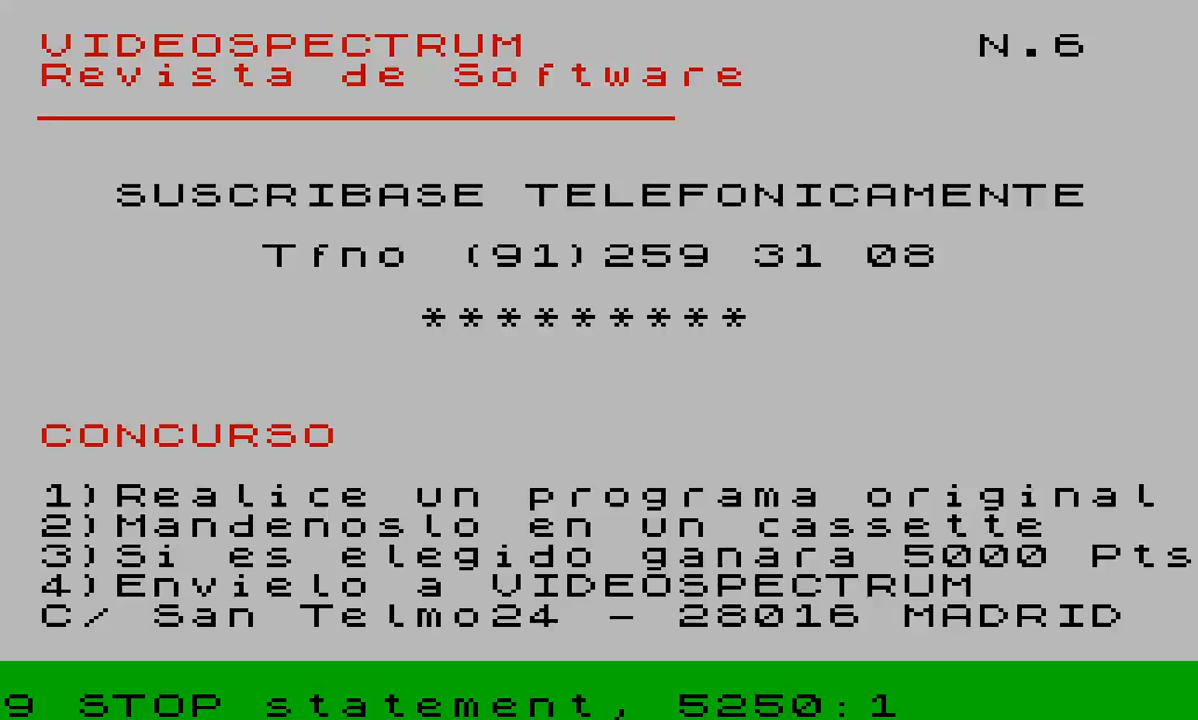 VIDEOSPECTRUM N.6
Revista de Software
SUSCRIBASE TELEFONICAMENTE
Tfno (91)259 31 08
*********
CONCURSO
1)Realice un programa original
2)Mandenoslo en un cassette
3)Si es elegido ganara 5000 Pts
4)Envielo a VIDEOSPECTRUM
C/ San Telmo24 - 28016 MADRID
9 STOP statement, 5250:1